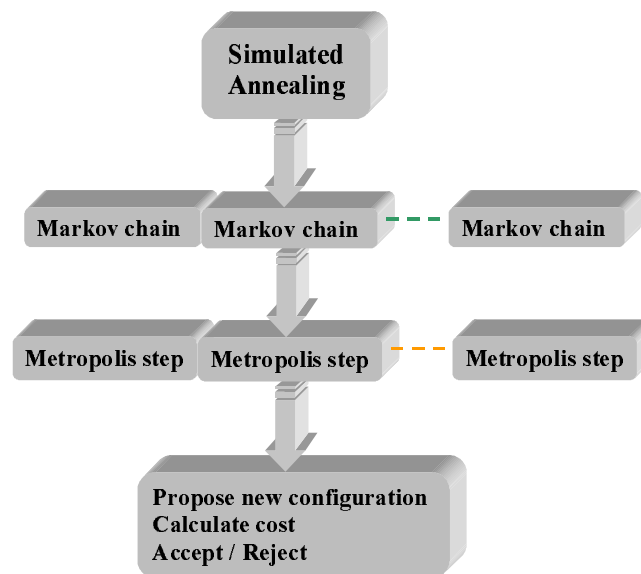 Simulated
Annealing
Markov chain
Markov chain
Markov chain
Metropolis step
Metropolis step
Metropolis step
Propose new configuration
Calculate cost
Accept / Reject